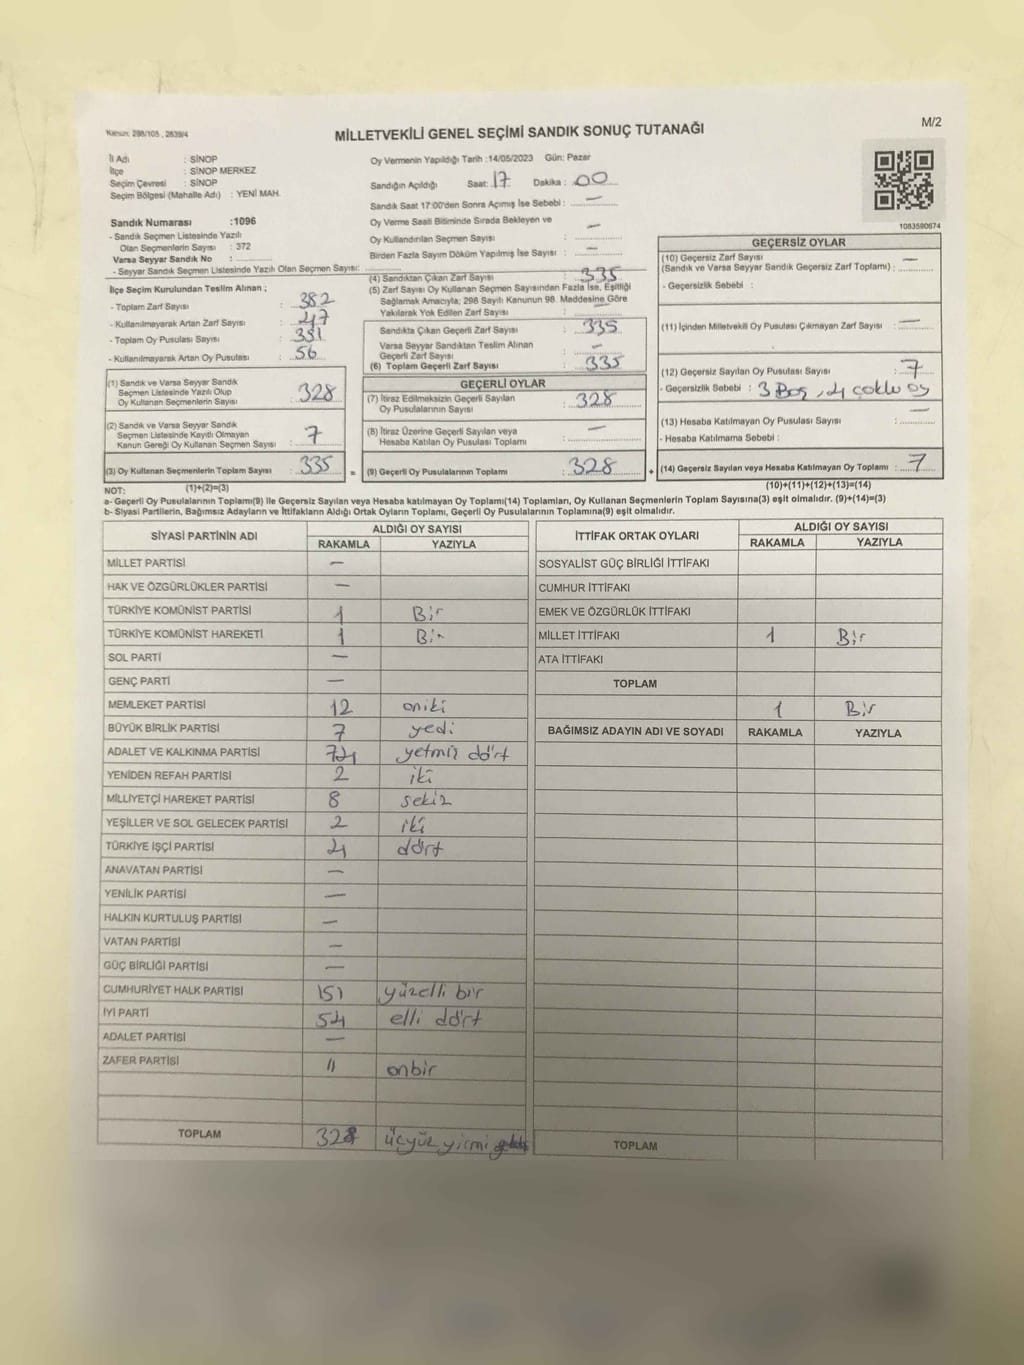 Kanun: 298/105 , 2839/4
M/2
MİLLETVEKİLİ GENEL SEÇİMİ SANDIK SONUÇ TUTANAĞI
İl Adı : SİNOP
İlçe : SİNOP MERKEZ
Seçim Çevresi : SİNOP
Seçim Bölgesi (Mahalle Adı) : YENİ MAH.
Sandık Numarası :1096
- Sandık Seçmen Listesinde Yazılı
Olan Seçmenlerin Sayısı : 372
Varsa Seyyar Sandık No :
- Seyyar Sandık Seçmen Listesinde Yazılı Olan Seçmen Sayısı:
Oy Vermenin Yapıldığı Tarih :14/05/2023 Gün: Pazar
Sandığın Açıldığı Saat: 17 Dakika : 00
Sandık Saat 17:00'den Sonra Açımış İse Sebebi : —
Oy Verme Saati Bitiminde Sırada Bekleyen ve
Oy Kullandırılan Seçmen Sayısı : —
Birden Fazla Sayım Döküm Yapılmış İse Sayısı : —
1083590674
İlçe Seçim Kurulundan Teslim Alınan ;
- Toplam Zarf Sayısı : 382
- Kullanılmayarak Artan Zarf Sayısı : 47
- Toplam Oy Pusulası Sayısı : 351
- Kullanılmayarak Artan Oy Pusulası : 56
(1) Sandık ve Varsa Seyyar Sandık
Seçmen Listesinde Yazılı Olup
Oy Kullanan Seçmenlerin Sayısı : 328
(2) Sandık ve Varsa Seyyar Sandık
Seçmen Listesinde Kayıtlı Olmayan
Kanun Gereği Oy Kullanan Seçmen Sayısı : 7
(3) Oy Kullanan Seçmenlerin Toplam Sayısı : 335 =
(1)+(2)=(3)
(4) Sandıktan Çıkan Zarf Sayısı : 335
(5) Zarf Sayısı Oy Kullanan Seçmen Sayısından Fazla İse, Eşitliği
Sağlamak Amacıyla; 298 Sayılı Kanunun 98. Maddesine Göre
Yakılarak Yok Edilen Zarf Sayısı : —
Sandıkta Çıkan Geçerli Zarf Sayısı : 335
Varsa Seyyar Sandıktan Teslim Alınan
Geçerli Zarf Sayısı : —
(6) Toplam Geçerli Zarf Sayısı : 335
GEÇERLİ OYLAR
(7) İtiraz Edilmeksizin Geçerli Sayılan
Oy Pusulalarının Sayısı : 328
(8) İtiraz Üzerine Geçerli Sayılan veya
Hesaba Katılan Oy Pusulası Toplamı : —
(9) Geçerli Oy Pusulalarının Toplamı : 328 +
GEÇERSİZ OYLAR
(10) Geçersiz Zarf Sayısı
(Sandık ve Varsa Seyyar Sandık Geçersiz Zarf Toplamı) : —
- Geçersizlik Sebebi :
(11) İçinden Milletvekili Oy Pusulası Çıkmayan Zarf Sayısı : —
(12) Geçersiz Sayılan Oy Pusulası Sayısı : 7
- Geçersizlik Sebebi : 3 Boş , 4 çoklu oy
(13) Hesaba Katılmayan Oy Pusulası Sayısı : —
- Hesaba Katılmama Sebebi :
(14) Geçersiz Sayılan veya Hesaba Katılmayan Oy Toplamı : 7
(10)+(11)+(12)+(13)=(14)
NOT:
a- Geçerli Oy Pusulalarının Toplamı(9) ile Geçersiz Sayılan veya Hesaba katılmayan Oy Toplamı(14) Toplamları, Oy Kullanan Seçmenlerin Toplam Sayısına(3) eşit olmalıdır. (9)+(14)=(3)
b- Siyasi Partilerin, Bağımsız Adayların ve İttifakların Aldığı Ortak Oyların Toplamı, Geçerli Oy Pusulalarının Toplamına(9) eşit olmalıdır.
SİYASİ PARTİNİN ADI ALDIĞI OY SAYISI
RAKAMLA YAZIYLA
MİLLET PARTİSİ —
HAK VE ÖZGÜRLÜKLER PARTİSİ —
TÜRKİYE KOMÜNİST PARTİSİ 1 Bir
TÜRKİYE KOMÜNİST HAREKETİ 1 Bir
SOL PARTİ —
GENÇ PARTİ —
MEMLEKET PARTİSİ 12 oniki
BÜYÜK BİRLİK PARTİSİ 7 yedi
ADALET VE KALKINMA PARTİSİ 74 yetmiş dört
YENİDEN REFAH PARTİSİ 2 iki
MİLLİYETÇİ HAREKET PARTİSİ 8 sekiz
YEŞİLLER VE SOL GELECEK PARTİSİ 2 iki
TÜRKİYE İŞÇİ PARTİSİ 4 dört
ANAVATAN PARTİSİ —
YENİLİK PARTİSİ —
HALKIN KURTULUŞ PARTİSİ —
VATAN PARTİSİ —
GÜÇ BİRLİĞİ PARTİSİ —
CUMHURİYET HALK PARTİSİ 151 yüzelli bir
İYİ PARTİ 54 elli dört
ADALET PARTİSİ —
ZAFER PARTİSİ 11 onbir
TOPLAM 328 üçyüz yirmi
İTTİFAK ORTAK OYLARI ALDIĞI OY SAYISI
RAKAMLA YAZIYLA
SOSYALİST GÜÇ BİRLİĞİ İTTİFAKI
CUMHUR İTTİFAKI
EMEK VE ÖZGÜRLÜK İTTİFAKI
MİLLET İTTİFAKI 1 Bir
ATA İTTİFAKI
TOPLAM
1 Bir
BAĞIMSIZ ADAYIN ADI VE SOYADI RAKAMLA YAZIYLA
TOPLAM